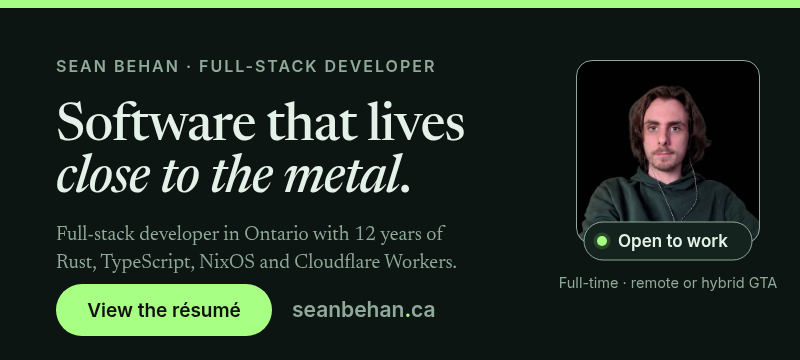 SEAN BEHAN · FULL-STACK DEVELOPER
Software that lives
close to the metal.
Full-stack developer in Ontario with 12 years of
Rust, TypeScript, NixOS and Cloudflare Workers.
View the résumé
seanbehan.ca
Open to work
Full-time · remote or hybrid GTA